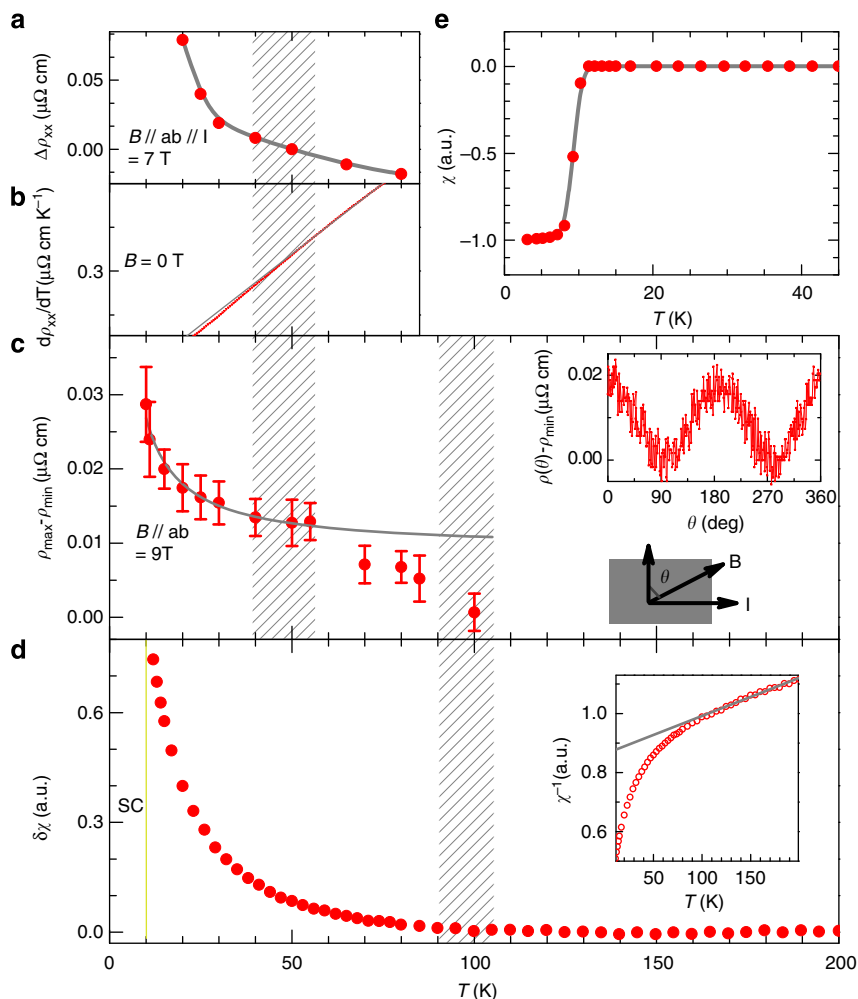 a
Δρxx (μΩ cm)
0.05
0.00
B // ab // I
= 7 T
b
dρxx/dT(μΩ cm K⁻¹)
0.3
B = 0 T
e
χ (a.u.)
0.0
−0.5
−1.0
0
20
40
T (K)
c
ρmax-ρmin (μΩ cm)
0.03
0.02
0.01
0.00
B // ab
= 9T
ρ(θ)-ρmin(μΩ cm)
0.02
0.00
0
90
180
270
360
θ (deg)
θ
B
I
d
δχ (a.u.)
0.6
0.3
0.0
SC
χ⁻¹(a.u.)
1.0
0.8
0.6
50
100
150
T (K)
0
50
100
150
200
T (K)